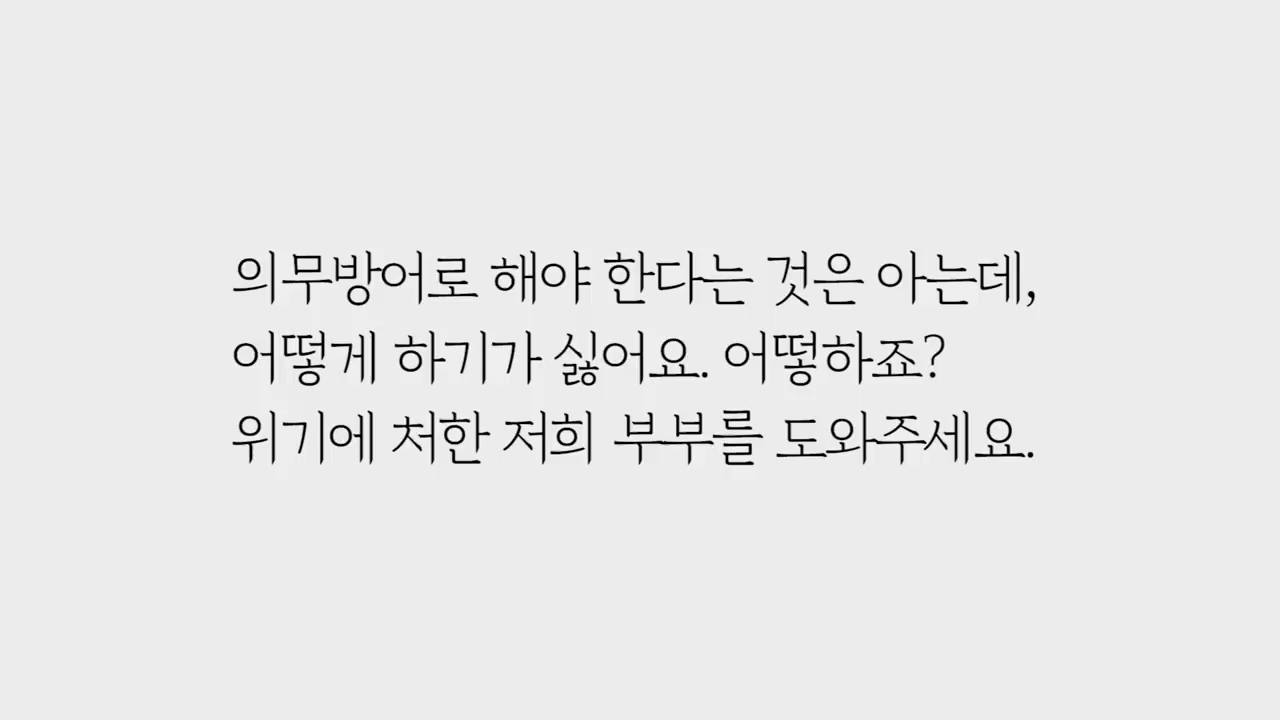 의무방어로 해야 한다는 것은 아는데,
어떻게 하기가 싫어요. 어떻하죠?
위기에 처한 저희 부부를 도와주세요.